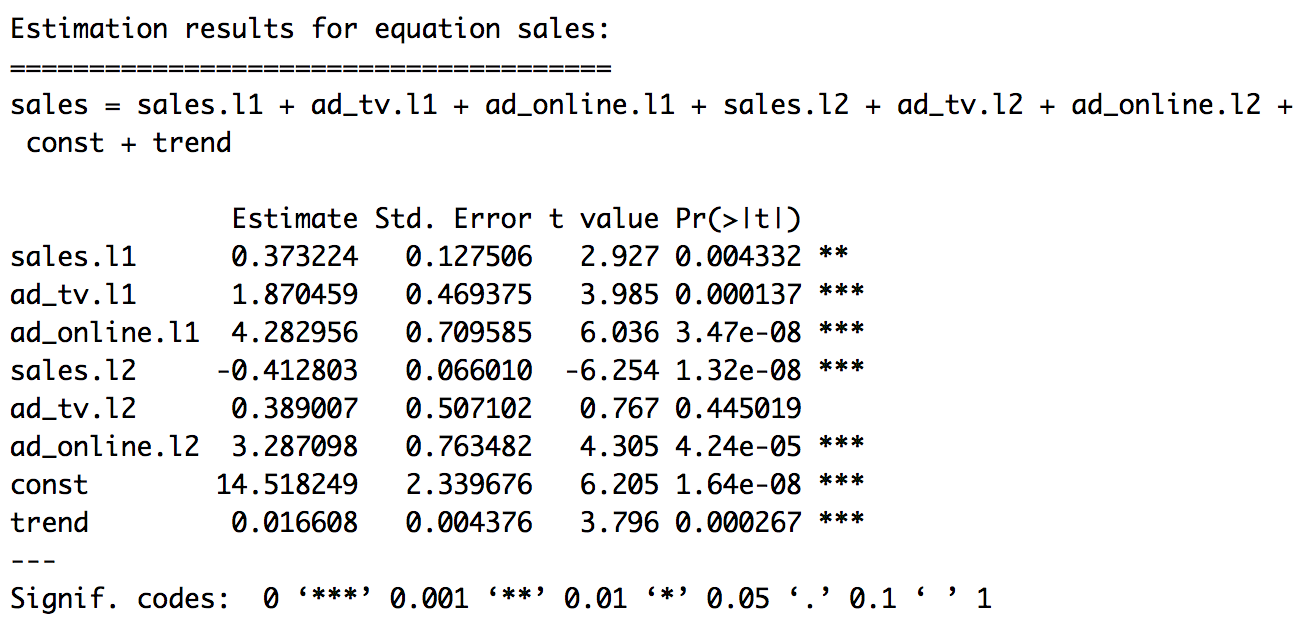 Estimation results for equation sales:
======================================
sales = sales.l1 + ad_tv.l1 + ad_online.l1 + sales.l2 + ad_tv.l2 + ad_online.l2 +
 const + trend

              Estimate Std. Error t value Pr(>|t|)
sales.l1      0.373224   0.127506   2.927 0.004332 **
ad_tv.l1      1.870459   0.469375   3.985 0.000137 ***
ad_online.l1  4.282956   0.709585   6.036 3.47e-08 ***
sales.l2     -0.412803   0.066010  -6.254 1.32e-08 ***
ad_tv.l2      0.389007   0.507102   0.767 0.445019
ad_online.l2  3.287098   0.763482   4.305 4.24e-05 ***
const        14.518249   2.339676   6.205 1.64e-08 ***
trend         0.016608   0.004376   3.796 0.000267 ***
---
Signif. codes:  0 ‘***’ 0.001 ‘**’ 0.01 ‘*’ 0.05 ‘.’ 0.1 ‘ ’ 1